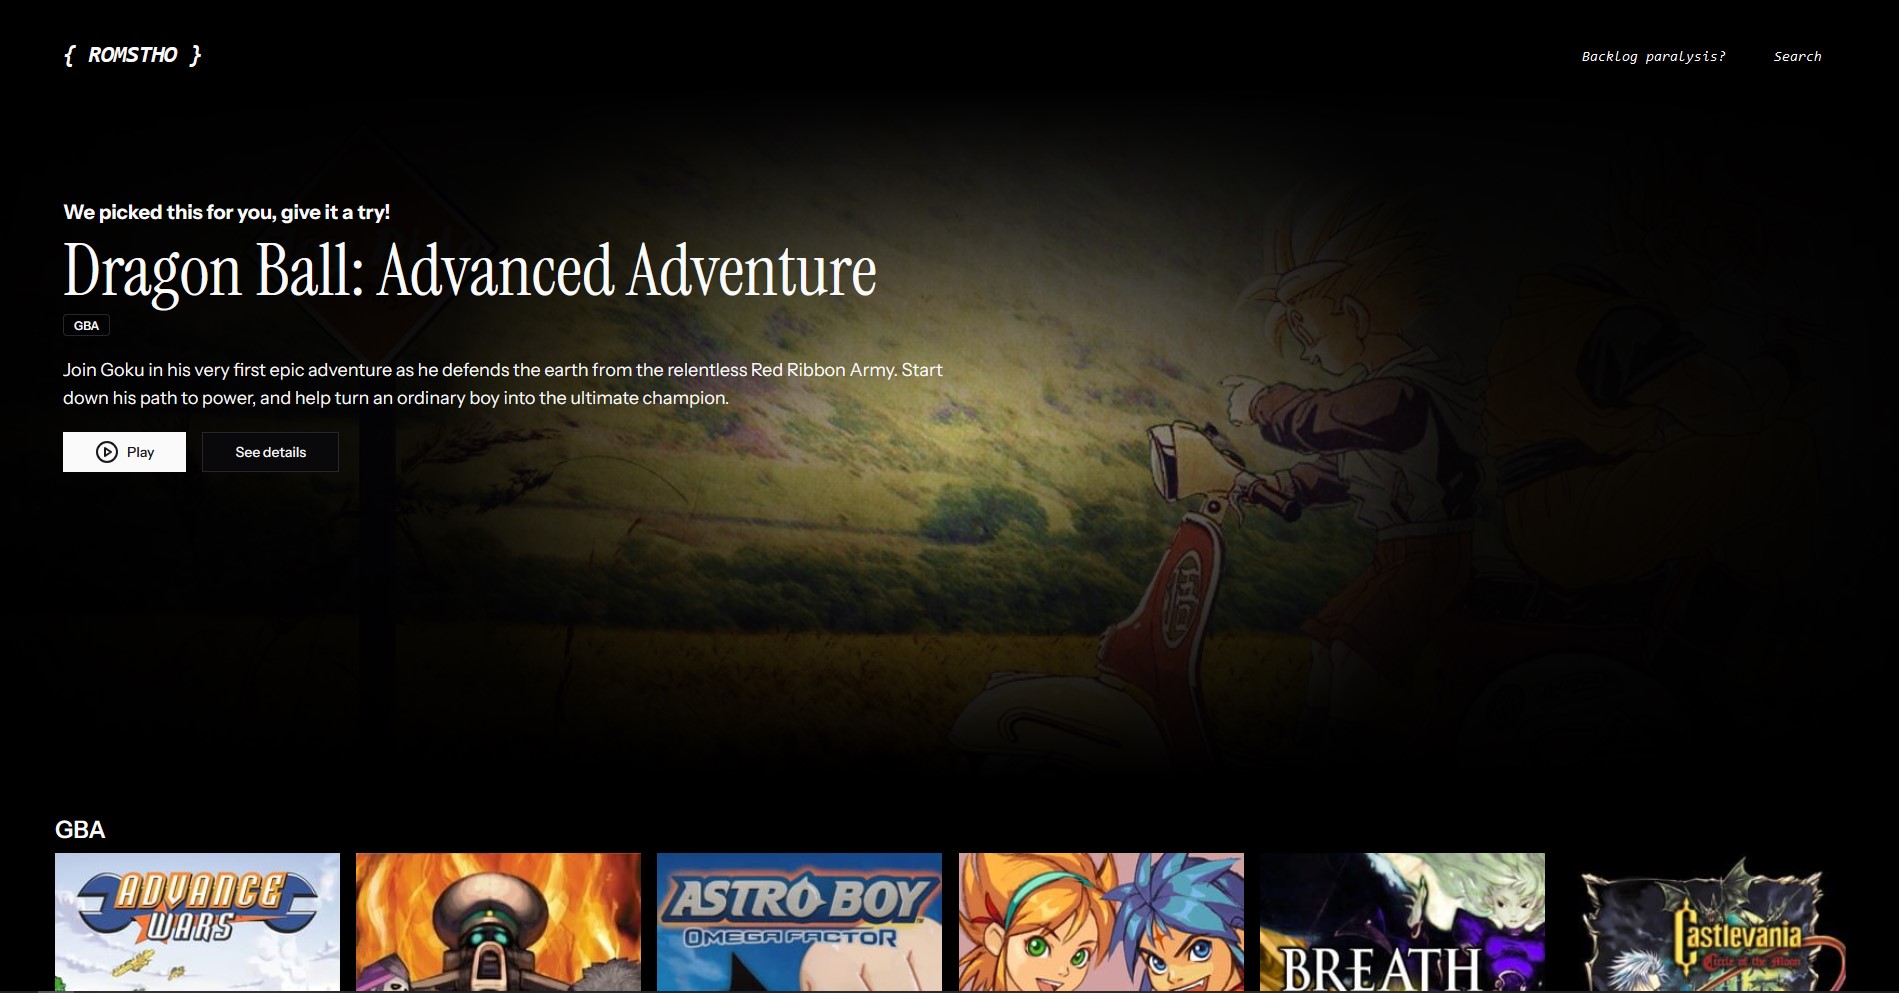 { ROMSTHO }
Backlog paralysis?
Search
We picked this for you, give it a try!
Dragon Ball: Advanced Adventure
GBA
Join Goku in his very first epic adventure as he defends the earth from the relentless Red Ribbon Army. Start
down his path to power, and help turn an ordinary boy into the ultimate champion.
Play
See details
GBA
ADVANCE
WARS
ASTRO BOY
OMEGA FACTOR
BREATH
Castlevania
Circle of the Moon